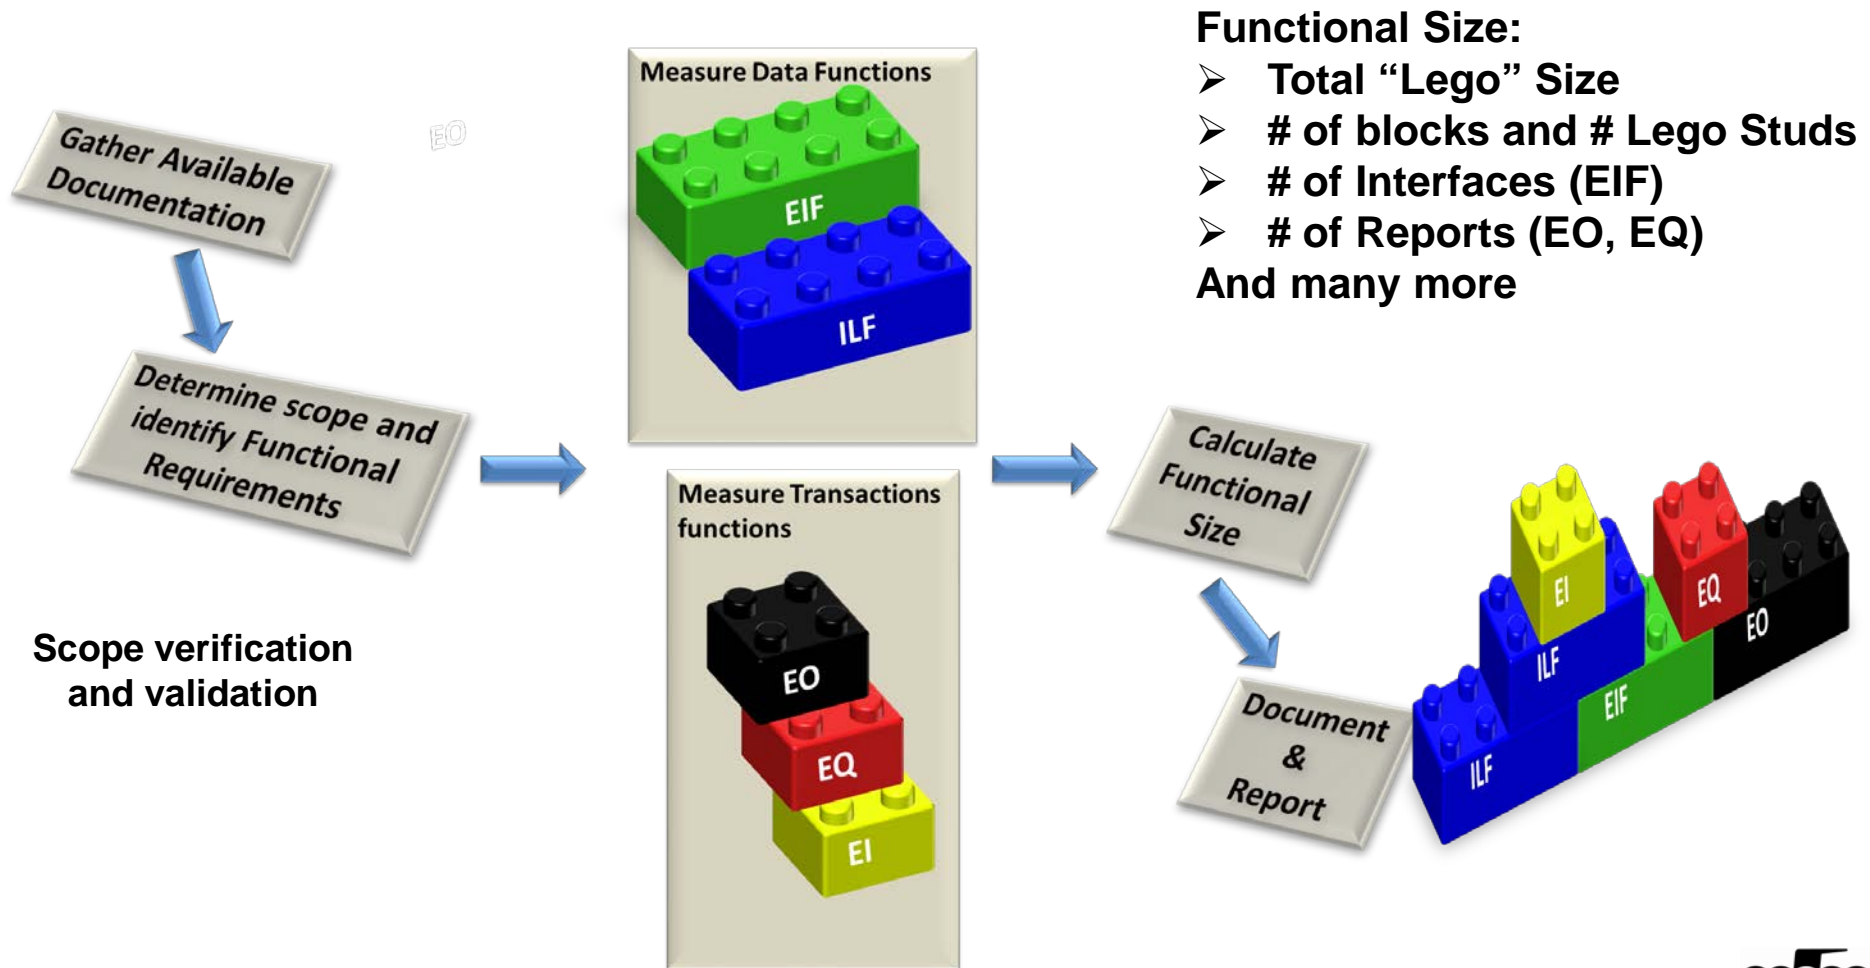 Gather Available
Documentation
EO
Determine scope and
identify Functional
Requirements
Scope verification
and validation
Measure Data Functions
EIF
ILF
Measure Transactions
functions
EO
EQ
EI
Functional Size:
➢ Total “Lego” Size
➢ # of blocks and # Lego Studs
➢ # of Interfaces (EIF)
➢ # of Reports (EO, EQ)
And many more
Calculate
Functional
Size
Document
&
Report
EI
EQ
ILF
EO
EIF
ILF